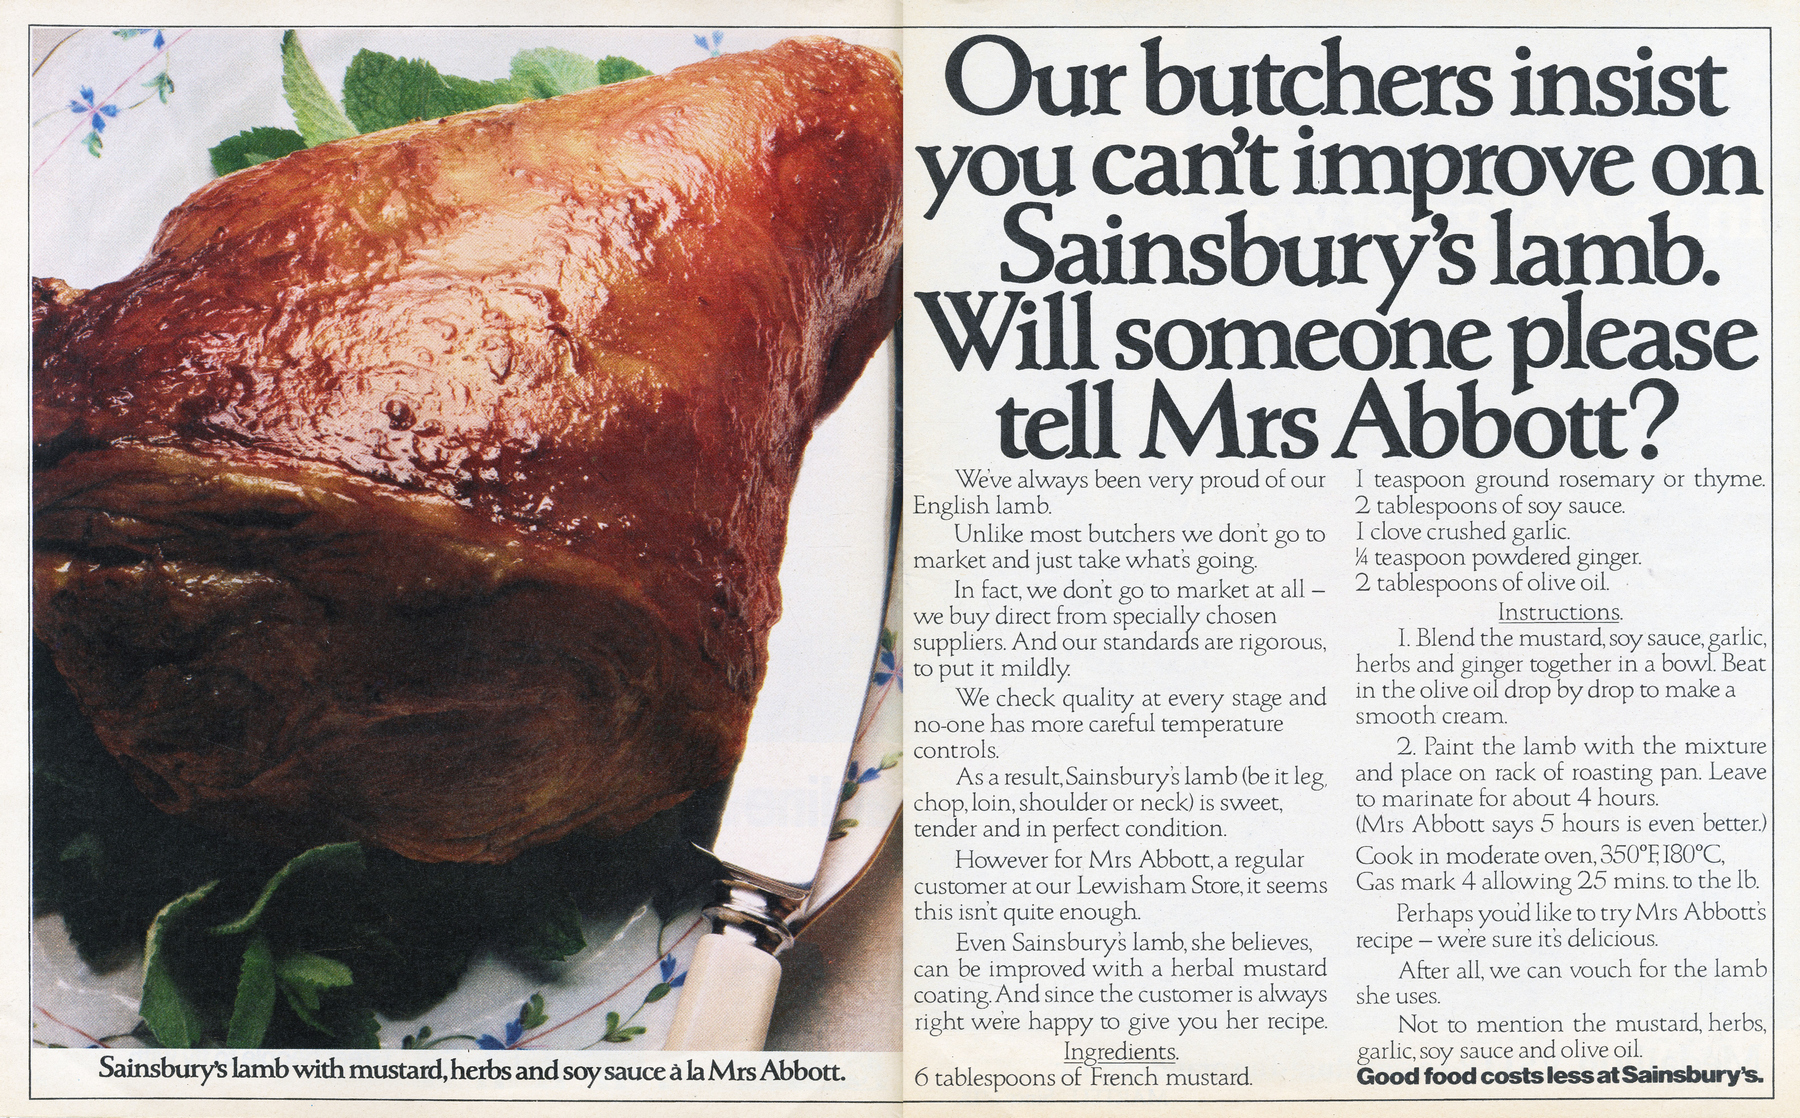 Our butchers insist
you can't improve on
Sainsbury's lamb.
Will someone please
tell Mrs Abbott?
We've always been very proud of our
English lamb.
Unlike most butchers we don't go to
market and just take what's going.
In fact, we don't go to market at all –
we buy direct from specially chosen
suppliers. And our standards are rigorous,
to put it mildly.
We check quality at every stage and
no-one has more careful temperature
controls.
As a result, Sainsbury's lamb (be it leg,
chop, loin, shoulder or neck) is sweet,
tender and in perfect condition.
However for Mrs Abbott, a regular
customer at our Lewisham Store, it seems
this isn't quite enough.
Even Sainsbury's lamb, she believes,
can be improved with a herbal mustard
coating. And since the customer is always
right we're happy to give you her recipe.
Ingredients.
6 tablespoons of French mustard.
1 teaspoon ground rosemary or thyme.
2 tablespoons of soy sauce.
1 clove crushed garlic.
¼ teaspoon powdered ginger.
2 tablespoons of olive oil.
Instructions.
1. Blend the mustard, soy sauce, garlic,
herbs and ginger together in a bowl. Beat
in the olive oil drop by drop to make a
smooth cream.
2. Paint the lamb with the mixture
and place on rack of roasting pan. Leave
to marinate for about 4 hours.
(Mrs Abbott says 5 hours is even better.)
Cook in moderate oven, 350°F, 180°C,
Gas mark 4 allowing 25 mins. to the lb.
Perhaps you'd like to try Mrs Abbott's
recipe – we're sure it's delicious.
After all, we can vouch for the lamb
she uses.
Not to mention the mustard, herbs,
garlic, soy sauce and olive oil.
Good food costs less at Sainsbury's.
Sainsbury's lamb with mustard, herbs and soy sauce à la Mrs Abbott.